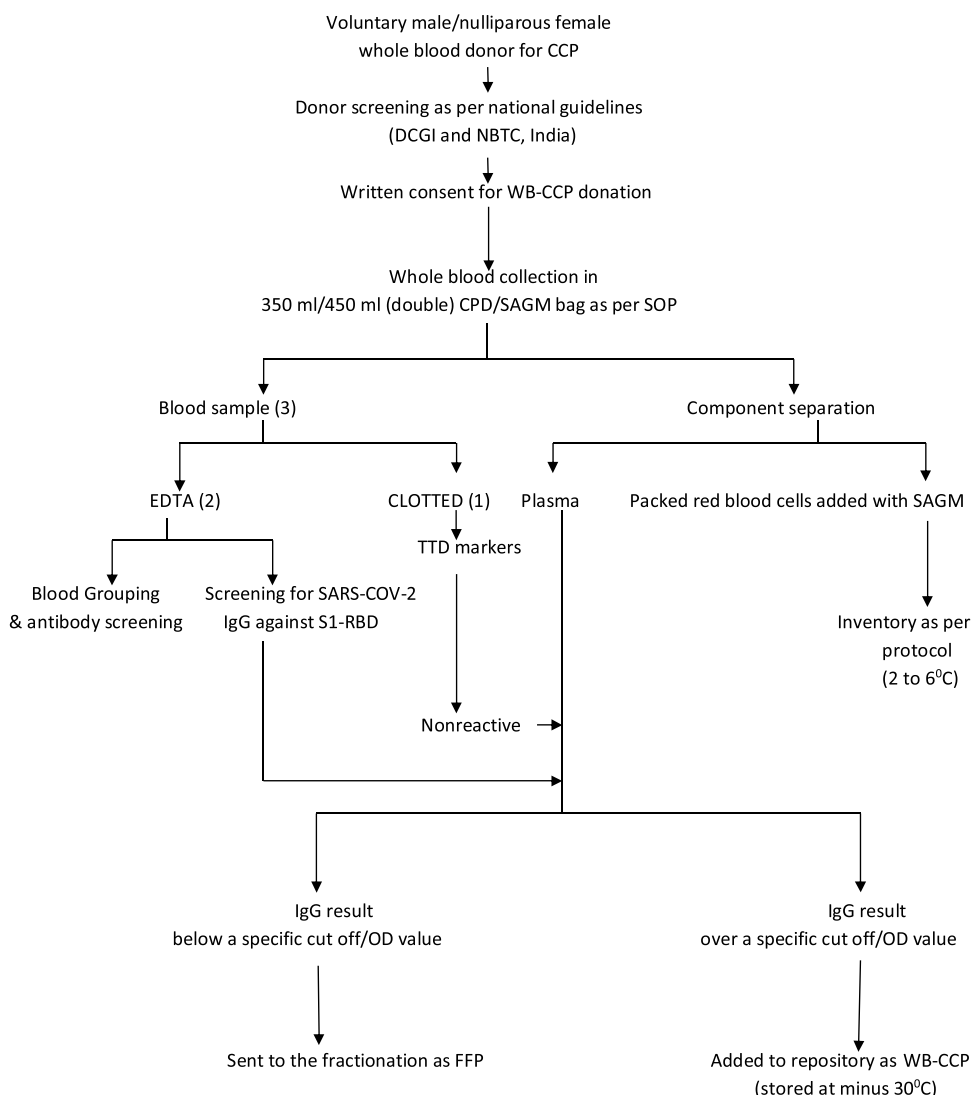 Voluntary male/nulliparous female
whole blood donor for CCP
Donor screening as per national guidelines
(DCGI and NBTC, India)
Written consent for WB-CCP donation
Whole blood collection in
350 ml/450 ml (double) CPD/SAGM bag as per SOP
Blood sample (3)
Component separation
EDTA (2)
CLOTTED (1)
Plasma
Packed red blood cells added with SAGM
TTD markers
Blood Grouping
& antibody screening
Screening for SARS-COV-2
IgG against S1-RBD
Inventory as per
protocol
(2 to 6⁰C)
Nonreactive
IgG result
below a specific cut off/OD value
IgG result
over a specific cut off/OD value
Sent to the fractionation as FFP
Added to repository as WB-CCP
(stored at minus 30⁰C)